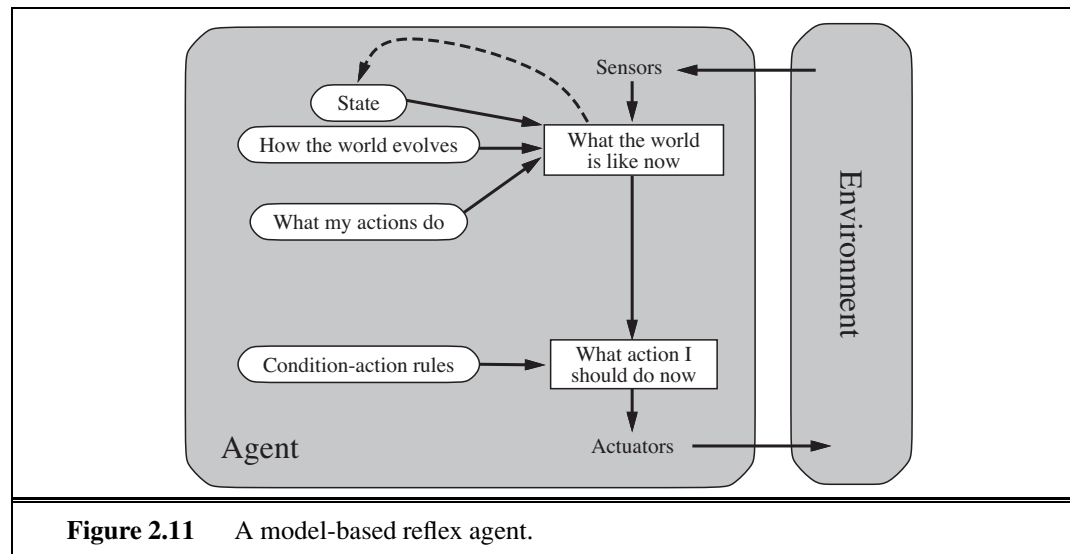 Sensors
State
How the world evolves
What the world
is like now
What my actions do
Environment
Condition-action rules
What action I
should do now
Agent
Actuators
Figure 2.11 A model-based reflex agent.